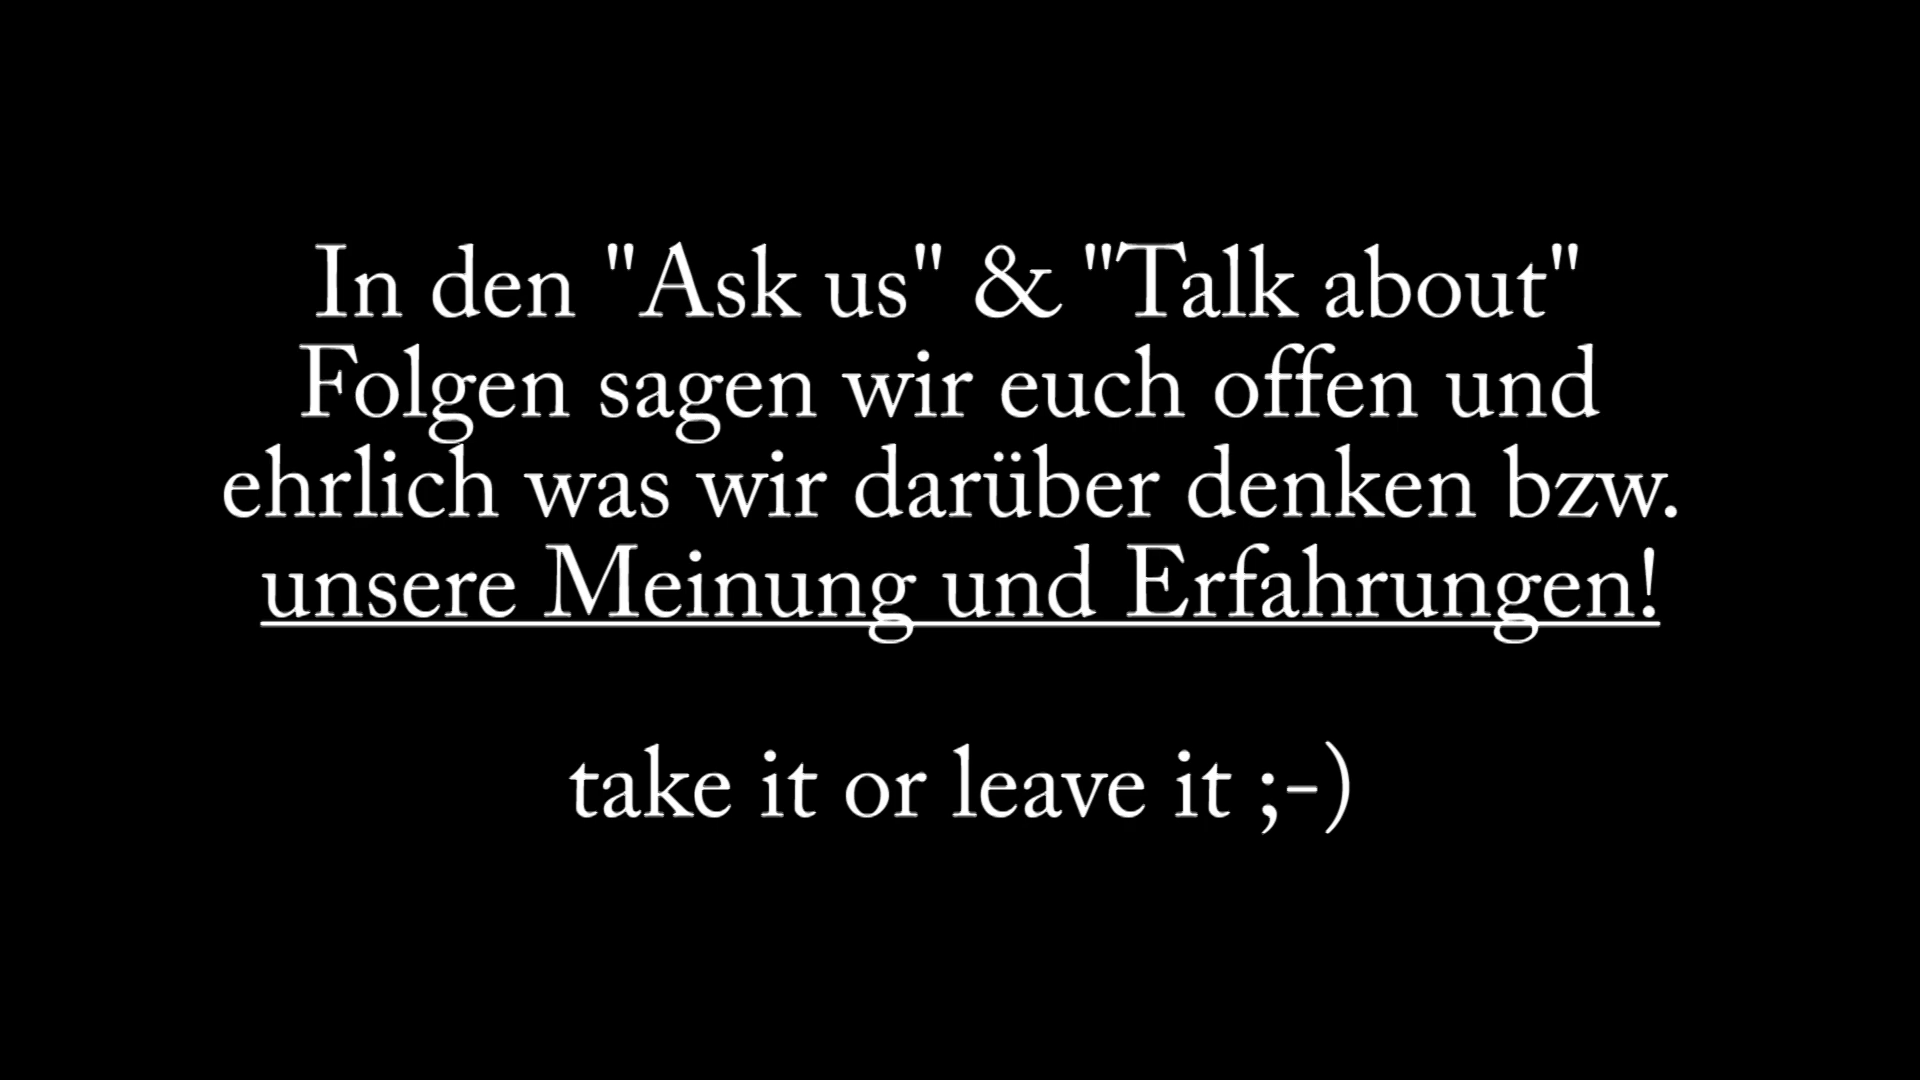 In den "Ask us" & "Talk about"
Folgen sagen wir euch offen und
ehrlich was wir darüber denken bzw.
unsere Meinung und Erfahrungen!
take it or leave it ;-)